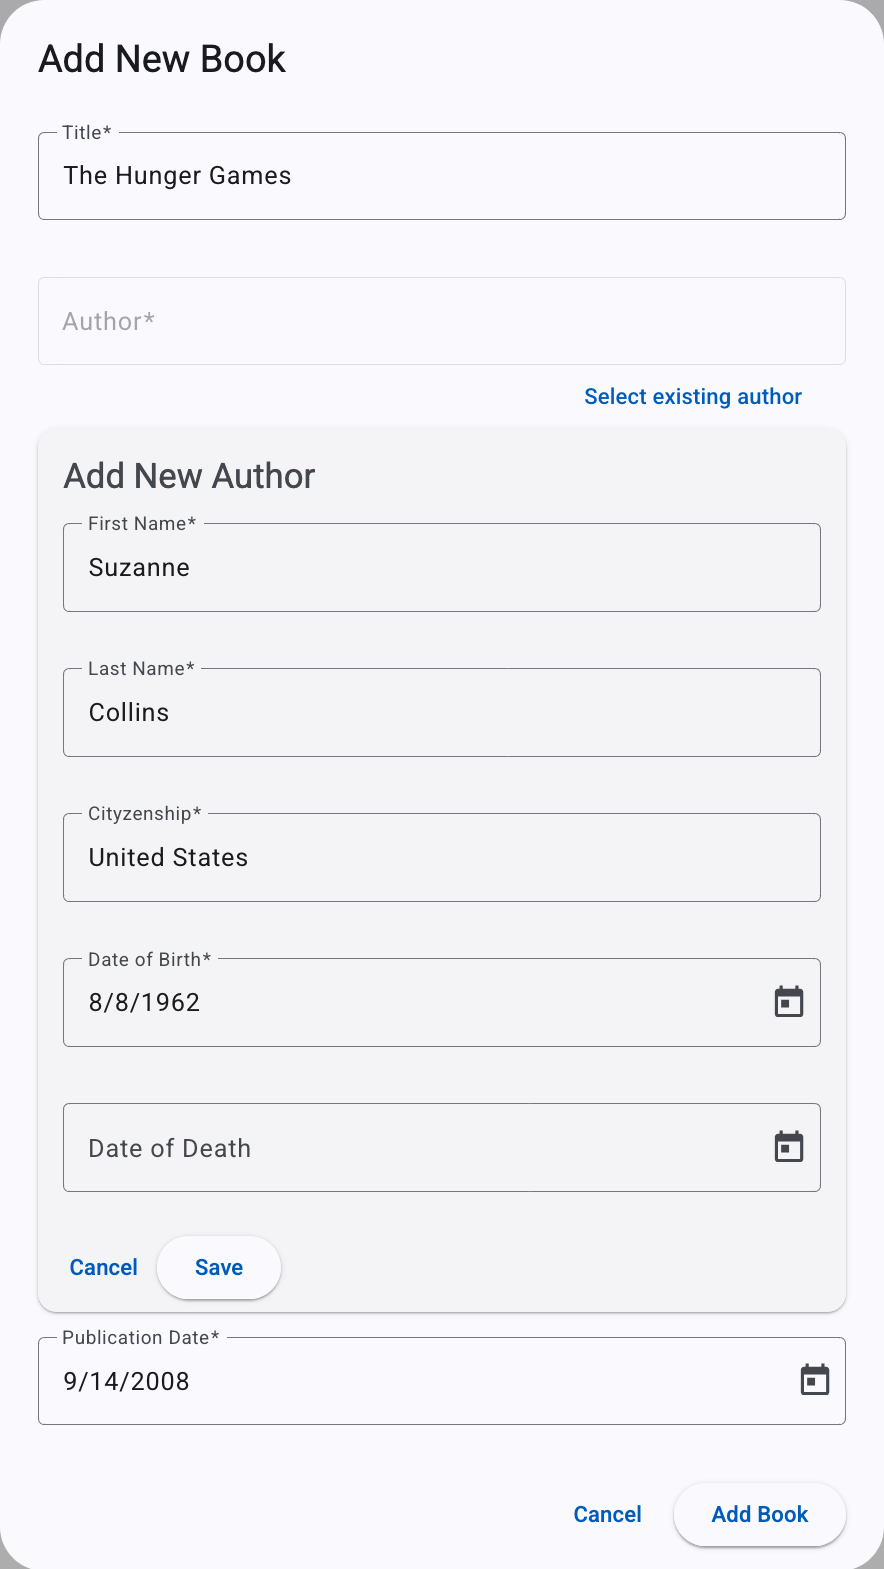 Add New Book
Title*
The Hunger Games
Author*
Select existing author
Add New Author
First Name*
Suzanne
Last Name*
Collins
Cityzenship*
United States
Date of Birth*
8/8/1962
Date of Death
Cancel Save
Publication Date*
9/14/2008
Cancel Add Book